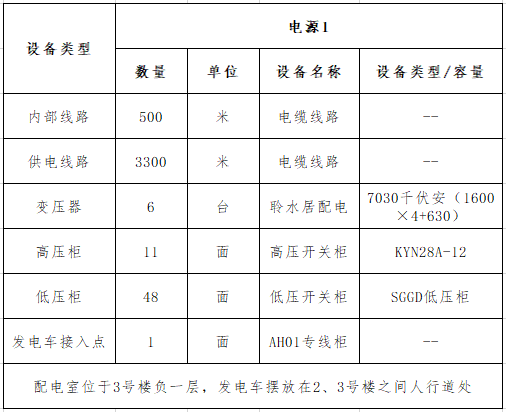 设备类型
电源1
数量
单位
设备名称
设备类型/容量
内部线路
500
米
电缆线路
--
供电线路
3300
米
电缆线路
--
变压器
6
台
聆水居配电
7030千伏安（1600
×4+630）
高压柜
11
面
高压开关柜
KYN28A-12
低压柜
48
面
低压开关柜
SGGD低压柜
发电车接入点
1
面
AH01专线柜
--
配电室位于3号楼负一层，发电车摆放在2、3号楼之间人行道处